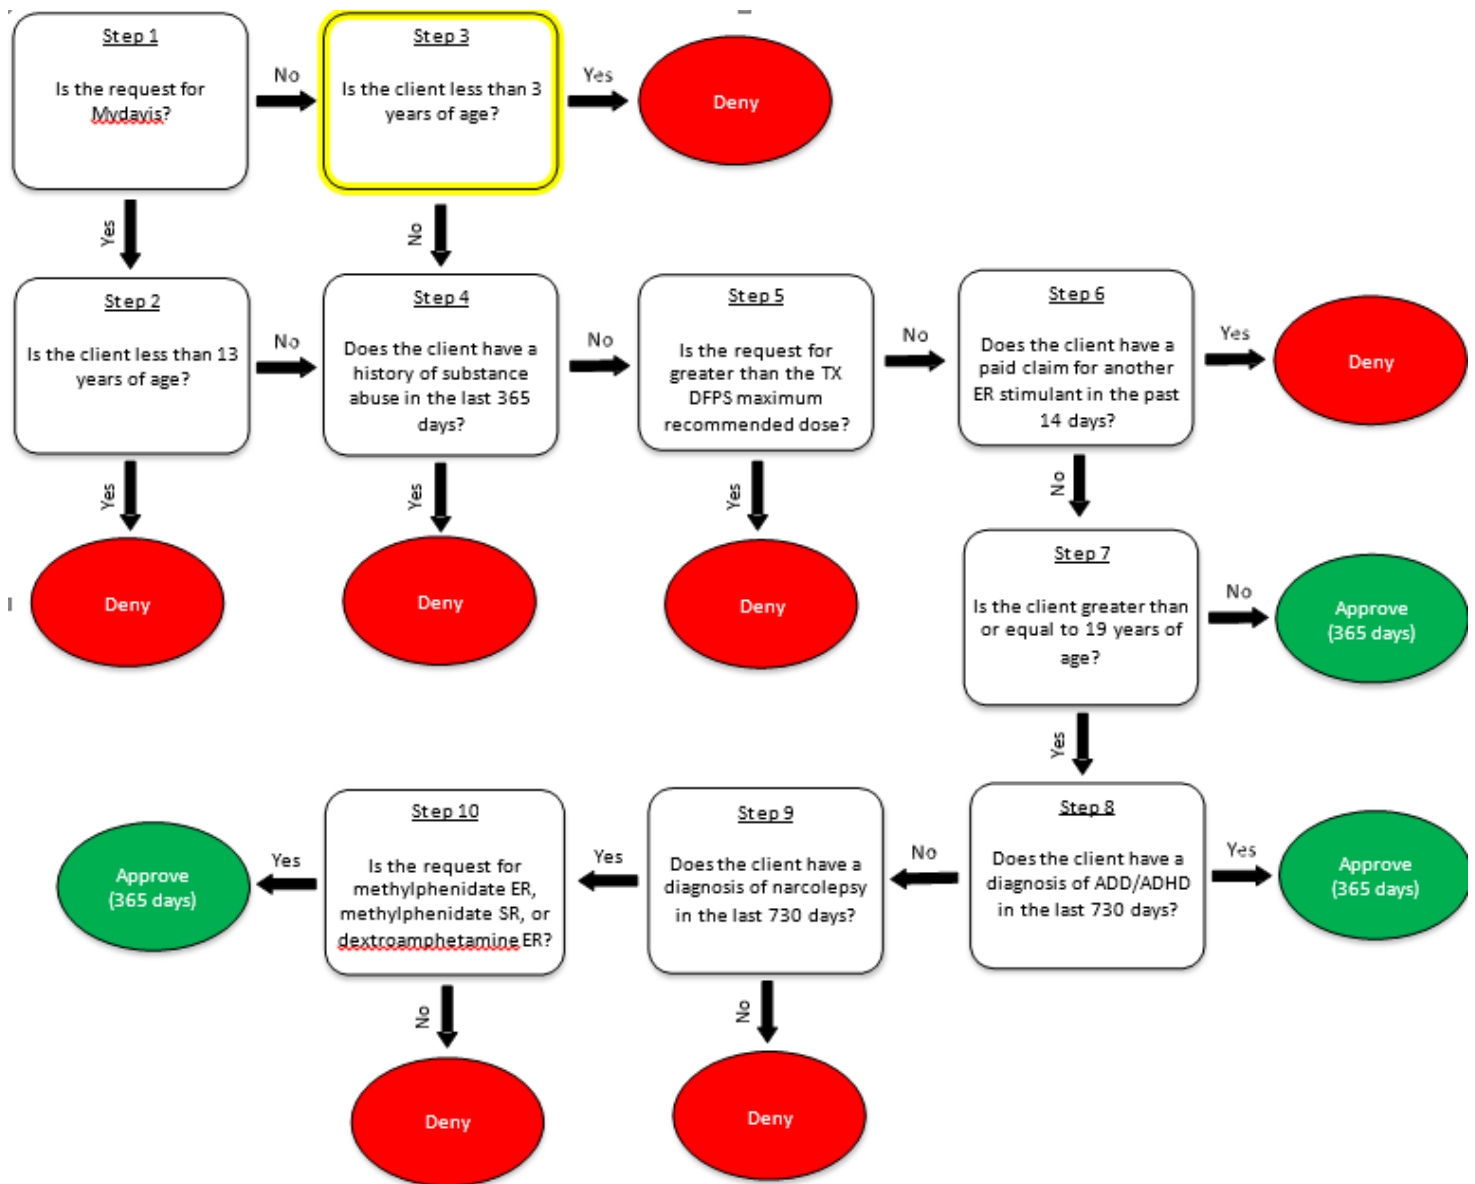 Step 1
Is the request for
Mydavis?
No
Step 3
Is the client less than 3
years of age?
Yes
Deny
Yes
No
Step 2
Is the client less than 13
years of age?
No
Step 4
Does the client have a
history of substance
abuse in the last 365
days?
No
Step 5
Is the request for
greater than the TX
DFPS maximum
recommended dose?
No
Step 6
Does the client have a
paid claim for another
ER stimulant in the past
14 days?
Yes
Deny
Yes
Yes
Yes
No
Deny
Deny
Deny
Step 7
Is the client greater than
or equal to 19 years of
age?
No
Approve
(365 days)
Yes
Step 8
Does the client have a
diagnosis of ADD/ADHD
in the last 730 days?
Yes
Approve
(365 days)
No
Step 9
Does the client have a
diagnosis of narcolepsy
in the last 730 days?
Yes
Step 10
Is the request for
methylphenidate ER,
methylphenidate SR, or
dextroamphetamine ER?
Yes
Approve
(365 days)
No
No
Deny
Deny